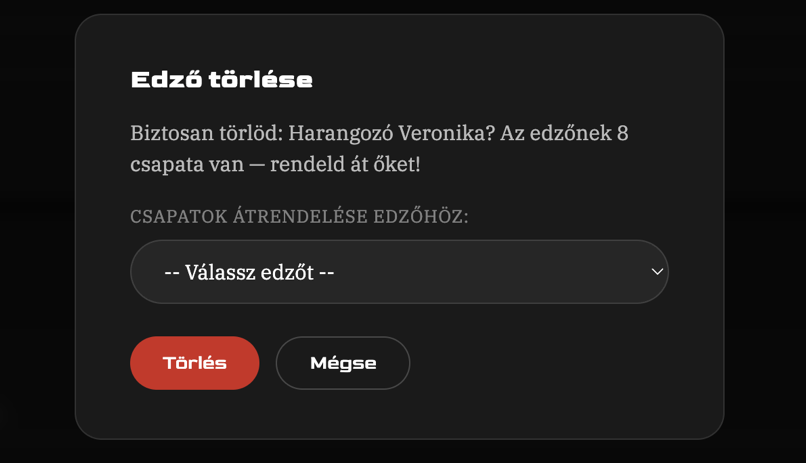 Edző törlése
Biztosan törlöd: Harangozó Veronika? Az edzőnek 8
csapata van — rendeld át őket!
CSAPATOK ÁTRENDELÉSE EDZŐHÖZ:
-- Válassz edzőt --
Törlés
Mégse